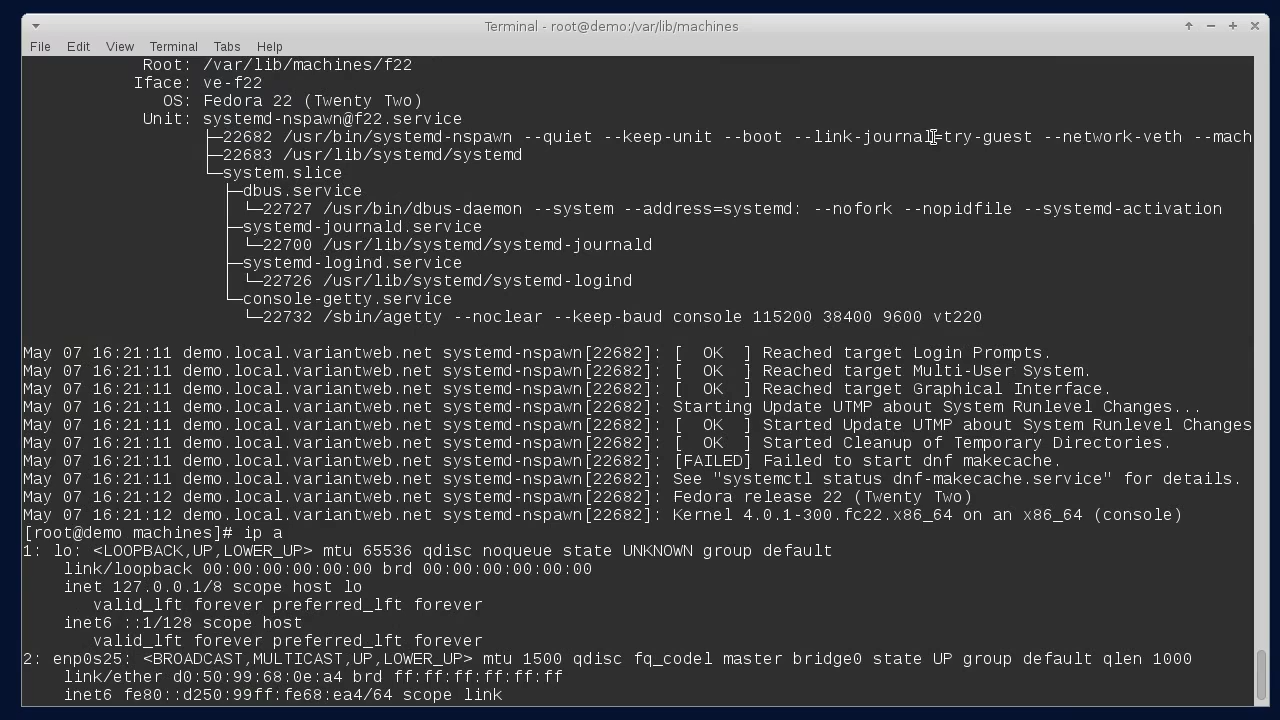 Terminal - root@demo:/var/lib/machines
File Edit View Terminal Tabs Help
Root: /var/lib/machines/f22
Iface: ve-f22
OS: Fedora 22 (Twenty Two)
Unit: systemd-nspawn@f22.service
├─22682 /usr/bin/systemd-nspawn --quiet --keep-unit --boot --link-journal=try-guest --network-veth --mach
├─22683 /usr/lib/systemd/systemd
└─system.slice
├─dbus.service
│ └─22727 /usr/bin/dbus-daemon --system --address=systemd: --nofork --nopidfile --systemd-activation
├─systemd-journald.service
│ └─22700 /usr/lib/systemd/systemd-journald
├─systemd-logind.service
│ └─22726 /usr/lib/systemd/systemd-logind
└─console-getty.service
└─22732 /sbin/agetty --noclear --keep-baud console 115200 38400 9600 vt220
May 07 16:21:11 demo.local.variantweb.net systemd-nspawn[22682]: [  OK  ] Reached target Login Prompts.
May 07 16:21:11 demo.local.variantweb.net systemd-nspawn[22682]: [  OK  ] Reached target Multi-User System.
May 07 16:21:11 demo.local.variantweb.net systemd-nspawn[22682]: [  OK  ] Reached target Graphical Interface.
May 07 16:21:11 demo.local.variantweb.net systemd-nspawn[22682]: Starting Update UTMP about System Runlevel Changes...
May 07 16:21:11 demo.local.variantweb.net systemd-nspawn[22682]: [  OK  ] Started Update UTMP about System Runlevel Changes
May 07 16:21:11 demo.local.variantweb.net systemd-nspawn[22682]: [  OK  ] Started Cleanup of Temporary Directories.
May 07 16:21:11 demo.local.variantweb.net systemd-nspawn[22682]: [FAILED] Failed to start dnf makecache.
May 07 16:21:11 demo.local.variantweb.net systemd-nspawn[22682]: See "systemctl status dnf-makecache.service" for details.
May 07 16:21:12 demo.local.variantweb.net systemd-nspawn[22682]: Fedora release 22 (Twenty Two)
May 07 16:21:12 demo.local.variantweb.net systemd-nspawn[22682]: Kernel 4.0.1-300.fc22.x86_64 on an x86_64 (console)
[root@demo machines]# ip a
1: lo: <LOOPBACK,UP,LOWER_UP> mtu 65536 qdisc noqueue state UNKNOWN group default
link/loopback 00:00:00:00:00:00 brd 00:00:00:00:00:00
inet 127.0.0.1/8 scope host lo
valid_lft forever preferred_lft forever
inet6 ::1/128 scope host
valid_lft forever preferred_lft forever
2: enp0s25: <BROADCAST,MULTICAST,UP,LOWER_UP> mtu 1500 qdisc fq_codel master bridge0 state UP group default qlen 1000
link/ether d0:50:99:68:0e:a4 brd ff:ff:ff:ff:ff:ff
inet6 fe80::d250:99ff:fe68:ea4/64 scope link